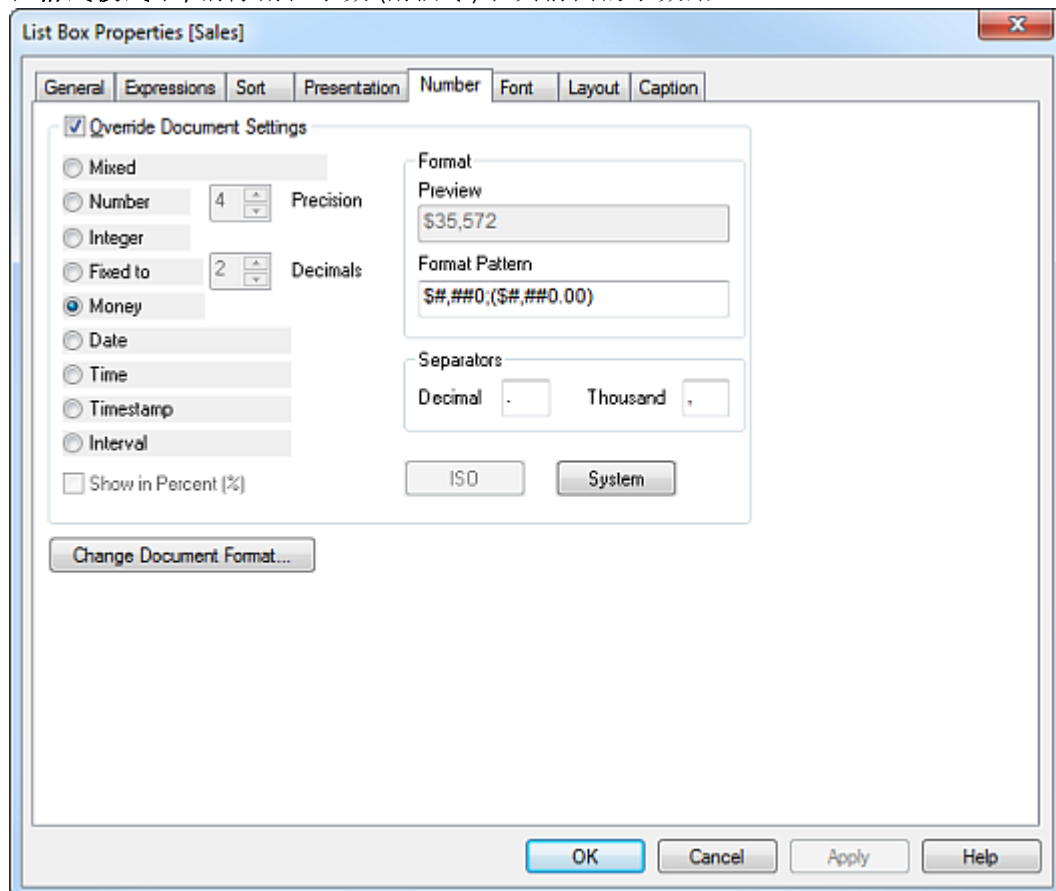 List Box Properties [Sales]
General Expressions Sort Presentation Number Font Layout Caption
Override Document Settings
Mixed
Number 4 Precision
Integer
Fixed to 2 Decimals
Money
Date
Time
Timestamp
Interval
Show in Percent (%)
Format
Preview
$35,572
Format Pattern
$#,##0;($#,##0.00)
Separators
Decimal . Thousand ,
ISO System
Change Document Format...
OK Cancel Apply Help